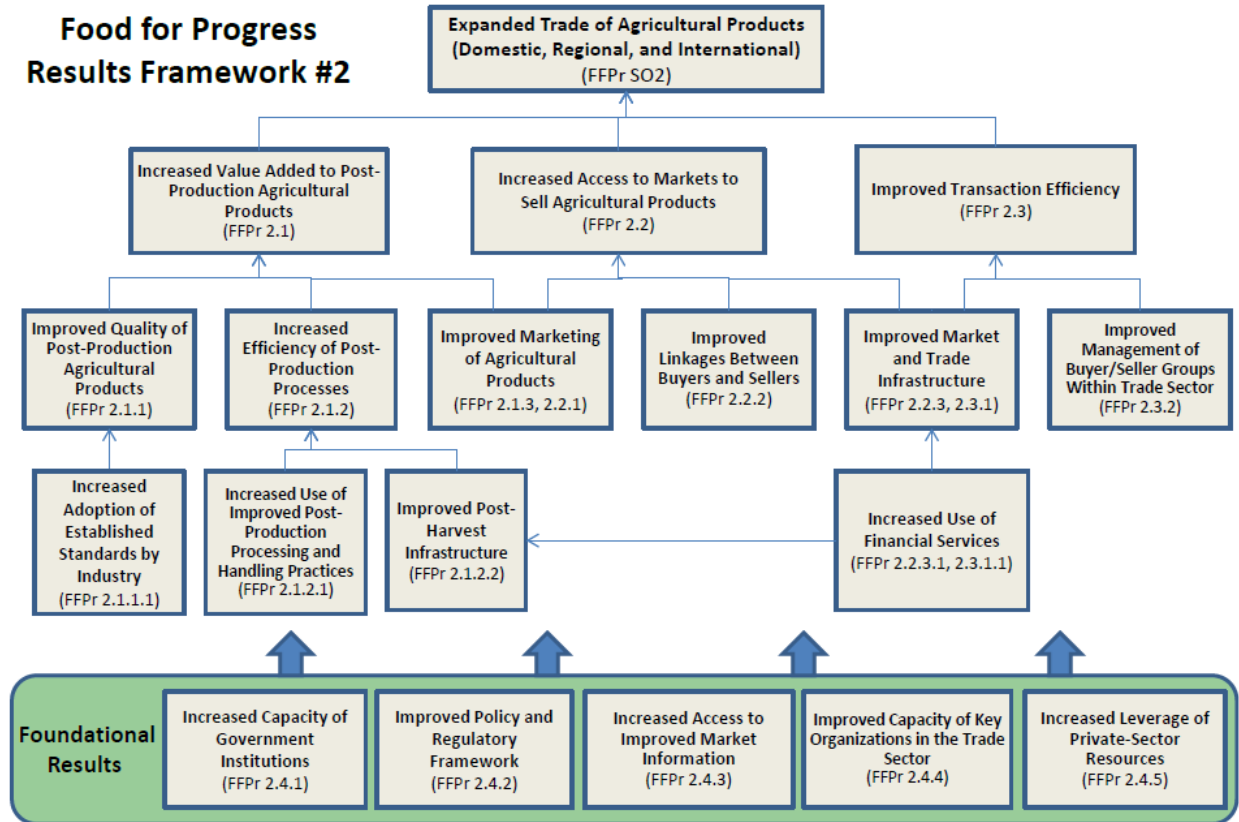 Food for Progress
Results Framework #2
Expanded Trade of Agricultural Products
(Domestic, Regional, and International)
(FFPr SO2)
Increased Value Added to Post-
Production Agricultural
Products
(FFPr 2.1)
Increased Access to Markets to
Sell Agricultural Products
(FFPr 2.2)
Improved Transaction Efficiency
(FFPr 2.3)
Improved Quality of
Post-Production
Agricultural
Products
(FFPr 2.1.1)
Increased
Efficiency of Post-
Production
Processes
(FFPr 2.1.2)
Improved Marketing
of Agricultural
Products
(FFPr 2.1.3, 2.2.1)
Improved
Linkages Between
Buyers and Sellers
(FFPr 2.2.2)
Improved Market
and Trade
Infrastructure
(FFPr 2.2.3, 2.3.1)
Improved
Management of
Buyer/Seller Groups
Within Trade Sector
(FFPr 2.3.2)
Increased
Adoption of
Established
Standards by
Industry
(FFPr 2.1.1.1)
Increased Use of
Improved Post-
Production
Processing and
Handling Practices
(FFPr 2.1.2.1)
Improved Post-
Harvest
Infrastructure
(FFPr 2.1.2.2)
Increased Use of
Financial Services
(FFPr 2.2.3.1, 2.3.1.1)
Foundational
Results
Increased Capacity of
Government
Institutions
(FFPr 2.4.1)
Improved Policy and
Regulatory
Framework
(FFPr 2.4.2)
Increased Access to
Improved Market
Information
(FFPr 2.4.3)
Improved Capacity of Key
Organizations in the Trade
Sector
(FFPr 2.4.4)
Increased Leverage of
Private-Sector
Resources
(FFPr 2.4.5)